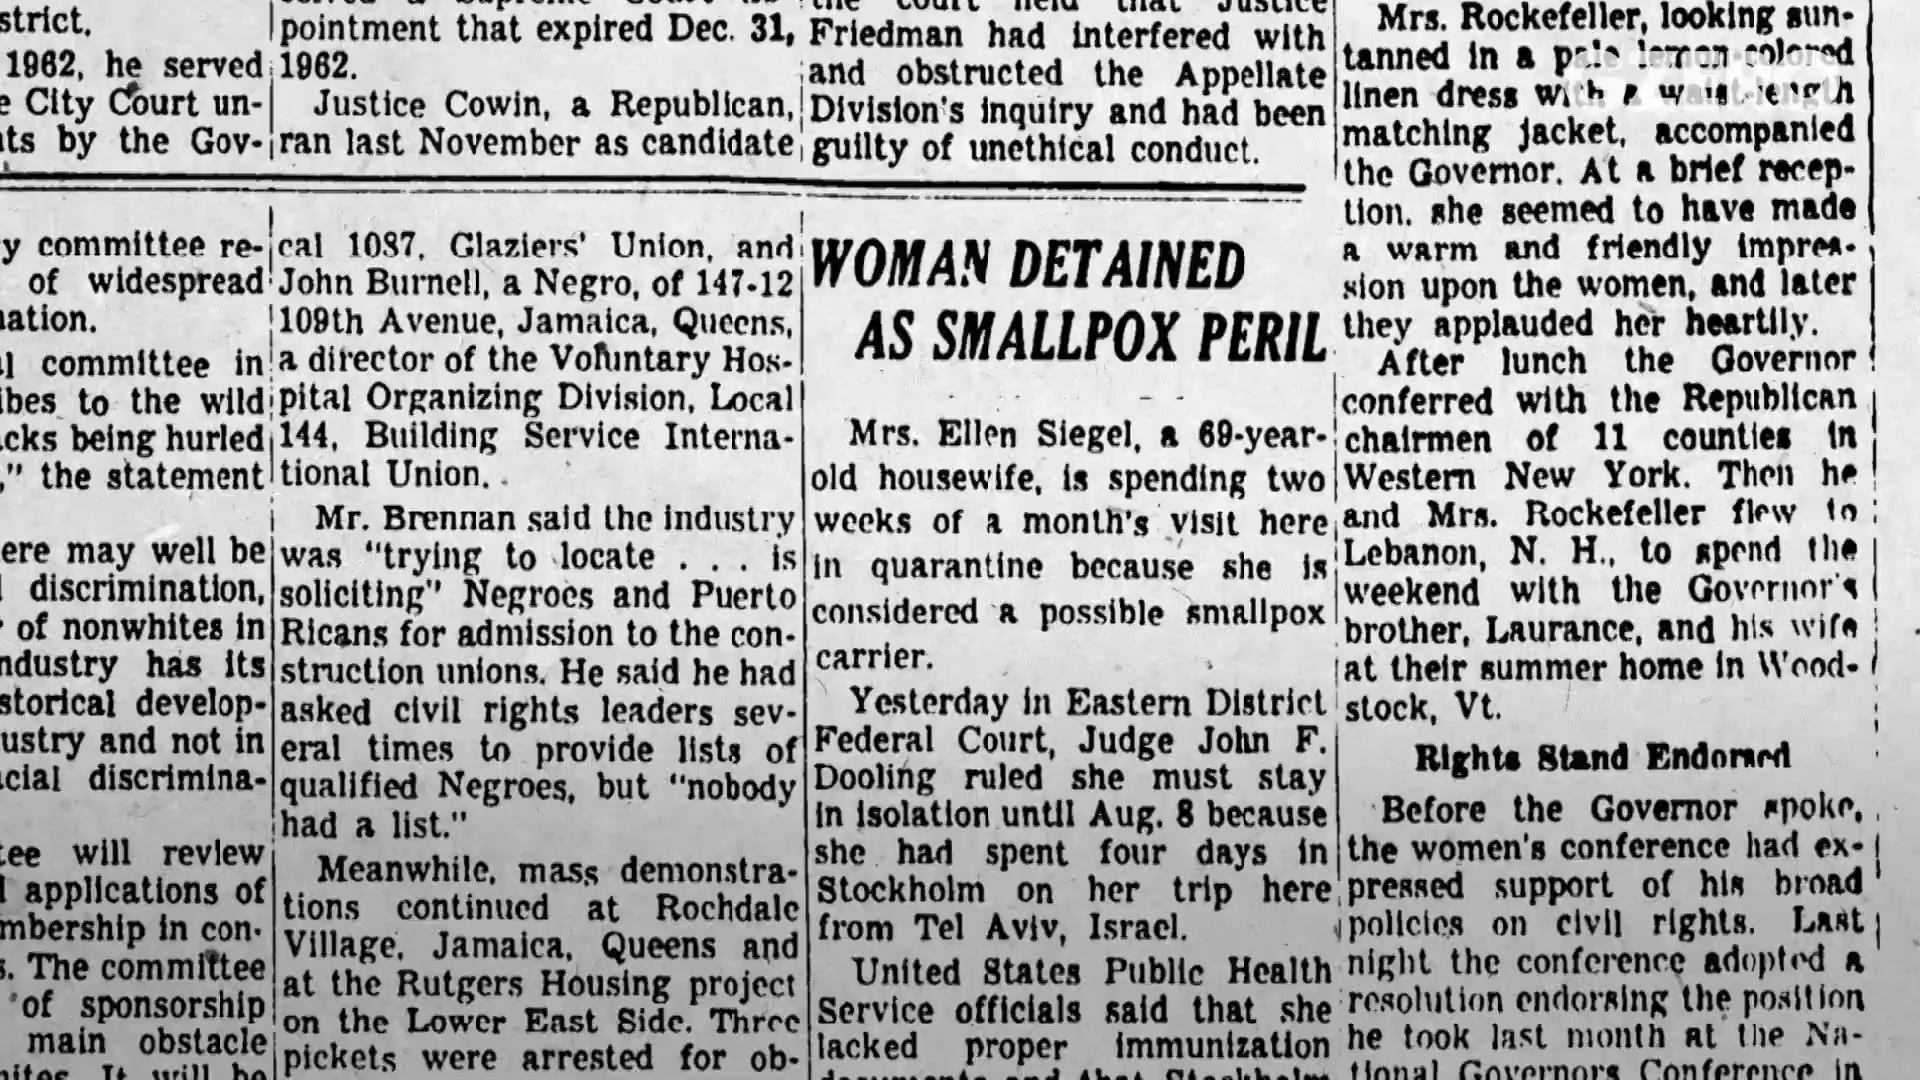 strict.
1962, he served
e City Court un-
nts by the Gov-
pointment that expired Dec. 31,
1962.
Justice Cowin, a Republican,
ran last November as candidate
the court held that Justice
Friedman had interfered with
and obstructed the Appellate
Division's inquiry and had been
guilty of unethical conduct.
y committee re-
of widespread
nation.
l committee in
ibes to the wild
cks being hurled
," the statement
ere may well be
discrimination,
of nonwhites in
ndustry has its
storical develop-
ustry and not in
cial discrimina-
tee will review
applications of
mbership in con-
s. The committee
of sponsorship
main obstacle
It will be
cal 1087, Glaziers' Union, and
John Burnell, a Negro, of 147-12
109th Avenue, Jamaica, Queens,
a director of the Voluntary Hos-
pital Organizing Division, Local
144, Building Service Interna-
tional Union.
Mr. Brennan said the industry
was "trying to locate . . . is
soliciting" Negroes and Puerto
Ricans for admission to the con-
struction unions. He said he had
asked civil rights leaders sev-
eral times to provide lists of
qualified Negroes, but "nobody
had a list."
Meanwhile, mass demonstra-
tions continued at Rochdale
Village, Jamaica, Queens and
at the Rutgers Housing project
on the Lower East Side. Three
pickets were arrested for ob-
WOMAN DETAINED
AS SMALLPOX PERIL
Mrs. Ellen Siegel, a 69-year-
old housewife, is spending two
weeks of a month's visit here
in quarantine because she is
considered a possible smallpox
carrier.
Yesterday in Eastern District
Federal Court, Judge John F.
Dooling ruled she must stay
in isolation until Aug. 8 because
she had spent four days in
Stockholm on her trip here
from Tel Aviv, Israel.
United States Public Health
Service officials said that she
lacked proper immunization
documents and that Stockholm
Mrs. Rockefeller, looking sun-
tanned in a pale lemon-colored
linen dress with a waist-length
matching jacket, accompanied
the Governor. At a brief recep-
tion, she seemed to have made
a warm and friendly impres-
sion upon the women, and later
they applauded her heartily.
After lunch the Governor
conferred with the Republican
chairmen of 11 counties in
Western New York. Then he
and Mrs. Rockefeller flew to
Lebanon, N. H., to spend the
weekend with the Governor's
brother, Laurance, and his wife
at their summer home in Wood-
stock, Vt.
Rights Stand Endorsed
Before the Governor spoke,
the women's conference had ex-
pressed support of his broad
policies on civil rights. Last
night the conference adopted a
resolution endorsing the position
he took last month at the Na-
tional Governors Conference in